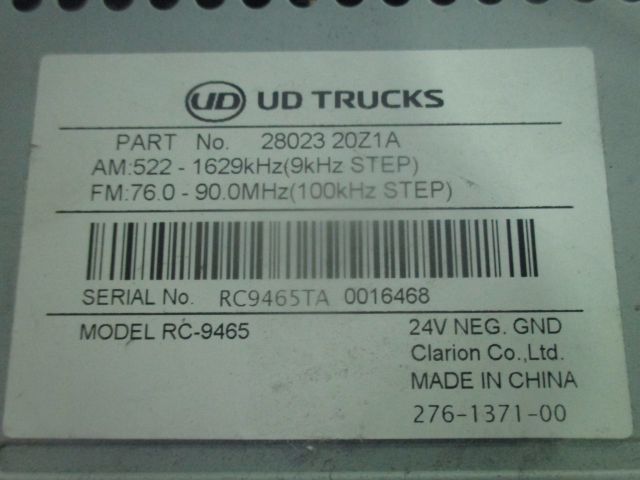 UD UD TRUCKS
PART No. 28023 20Z1A
AM:522 - 1629kHz(9kHz STEP)
FM:76.0 - 90.0MHz(100kHz STEP)
SERIAL No. RC9465TA 0016468
MODEL RC-9465 24V NEG. GND
Clarion Co.,Ltd.
MADE IN CHINA
276-1371-00